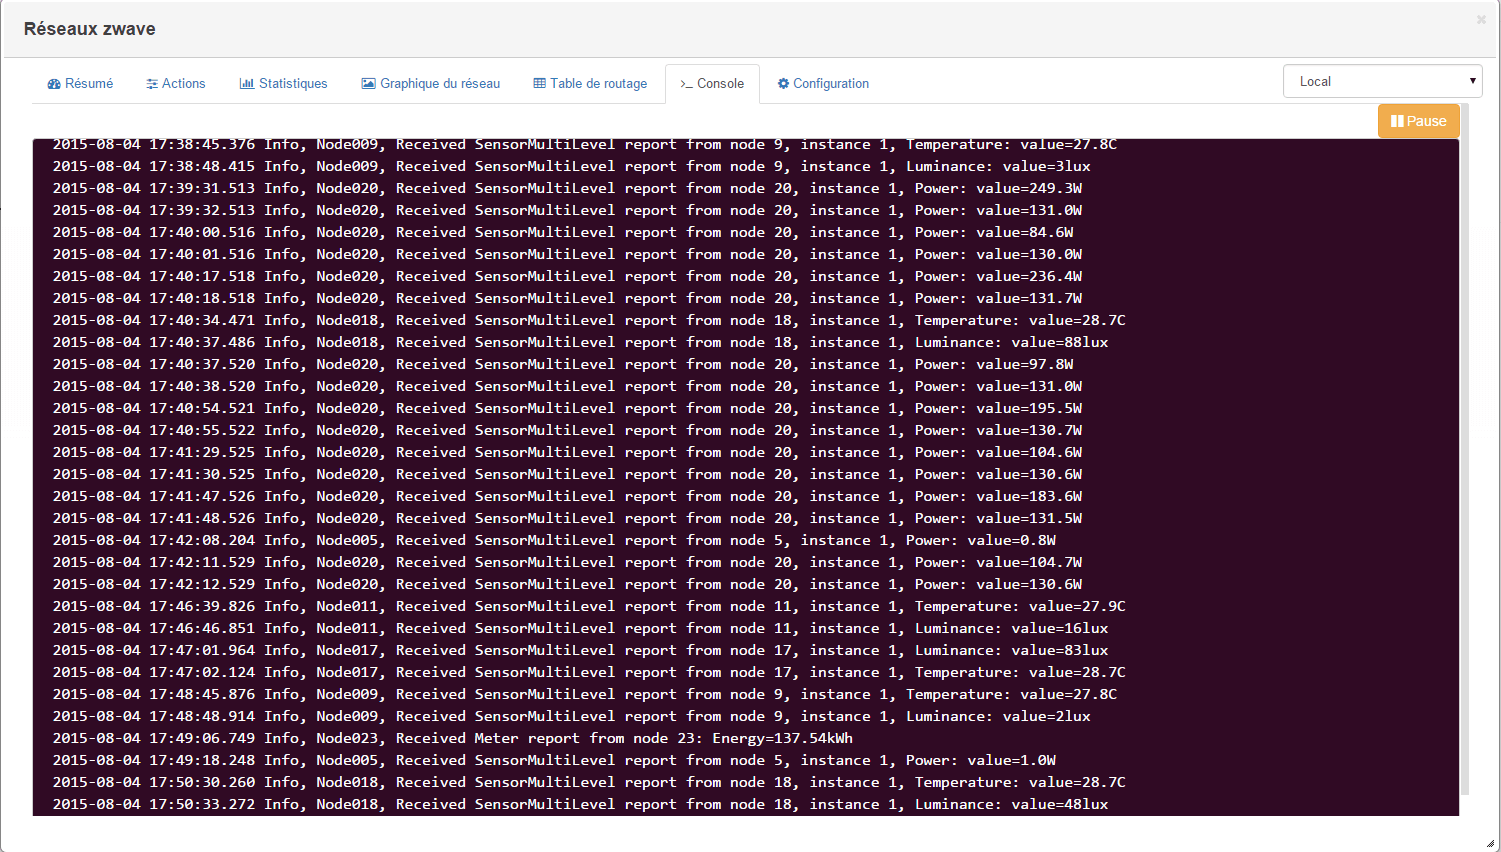 Réseaux zwave
×
Résumé Actions Statistiques Graphique du réseau Table de routage >_ Console Configuration Local
Pause
2015-08-04 17:38:45.376 Info, Node009, Received SensorMultiLevel report from node 9, instance 1, Temperature: value=27.8C
2015-08-04 17:38:48.415 Info, Node009, Received SensorMultiLevel report from node 9, instance 1, Luminance: value=3lux
2015-08-04 17:39:31.513 Info, Node020, Received SensorMultiLevel report from node 20, instance 1, Power: value=249.3W
2015-08-04 17:39:32.513 Info, Node020, Received SensorMultiLevel report from node 20, instance 1, Power: value=131.0W
2015-08-04 17:40:00.516 Info, Node020, Received SensorMultiLevel report from node 20, instance 1, Power: value=84.6W
2015-08-04 17:40:01.516 Info, Node020, Received SensorMultiLevel report from node 20, instance 1, Power: value=130.0W
2015-08-04 17:40:17.518 Info, Node020, Received SensorMultiLevel report from node 20, instance 1, Power: value=236.4W
2015-08-04 17:40:18.518 Info, Node020, Received SensorMultiLevel report from node 20, instance 1, Power: value=131.7W
2015-08-04 17:40:34.471 Info, Node018, Received SensorMultiLevel report from node 18, instance 1, Temperature: value=28.7C
2015-08-04 17:40:37.486 Info, Node018, Received SensorMultiLevel report from node 18, instance 1, Luminance: value=88lux
2015-08-04 17:40:37.520 Info, Node020, Received SensorMultiLevel report from node 20, instance 1, Power: value=97.8W
2015-08-04 17:40:38.520 Info, Node020, Received SensorMultiLevel report from node 20, instance 1, Power: value=131.0W
2015-08-04 17:40:54.521 Info, Node020, Received SensorMultiLevel report from node 20, instance 1, Power: value=195.5W
2015-08-04 17:40:55.522 Info, Node020, Received SensorMultiLevel report from node 20, instance 1, Power: value=130.7W
2015-08-04 17:41:29.525 Info, Node020, Received SensorMultiLevel report from node 20, instance 1, Power: value=104.6W
2015-08-04 17:41:30.525 Info, Node020, Received SensorMultiLevel report from node 20, instance 1, Power: value=130.6W
2015-08-04 17:41:47.526 Info, Node020, Received SensorMultiLevel report from node 20, instance 1, Power: value=183.6W
2015-08-04 17:41:48.526 Info, Node020, Received SensorMultiLevel report from node 20, instance 1, Power: value=131.5W
2015-08-04 17:42:08.204 Info, Node005, Received SensorMultiLevel report from node 5, instance 1, Power: value=0.8W
2015-08-04 17:42:11.529 Info, Node020, Received SensorMultiLevel report from node 20, instance 1, Power: value=104.7W
2015-08-04 17:42:12.529 Info, Node020, Received SensorMultiLevel report from node 20, instance 1, Power: value=130.6W
2015-08-04 17:46:39.826 Info, Node011, Received SensorMultiLevel report from node 11, instance 1, Temperature: value=27.9C
2015-08-04 17:46:46.851 Info, Node011, Received SensorMultiLevel report from node 11, instance 1, Luminance: value=16lux
2015-08-04 17:47:01.964 Info, Node017, Received SensorMultiLevel report from node 17, instance 1, Luminance: value=83lux
2015-08-04 17:47:02.124 Info, Node017, Received SensorMultiLevel report from node 17, instance 1, Temperature: value=28.7C
2015-08-04 17:48:45.876 Info, Node009, Received SensorMultiLevel report from node 9, instance 1, Temperature: value=27.8C
2015-08-04 17:48:48.914 Info, Node009, Received SensorMultiLevel report from node 9, instance 1, Luminance: value=2lux
2015-08-04 17:49:06.749 Info, Node023, Received Meter report from node 23: Energy=137.54kWh
2015-08-04 17:49:18.248 Info, Node005, Received SensorMultiLevel report from node 5, instance 1, Power: value=1.0W
2015-08-04 17:50:30.260 Info, Node018, Received SensorMultiLevel report from node 18, instance 1, Temperature: value=28.7C
2015-08-04 17:50:33.272 Info, Node018, Received SensorMultiLevel report from node 18, instance 1, Luminance: value=48lux